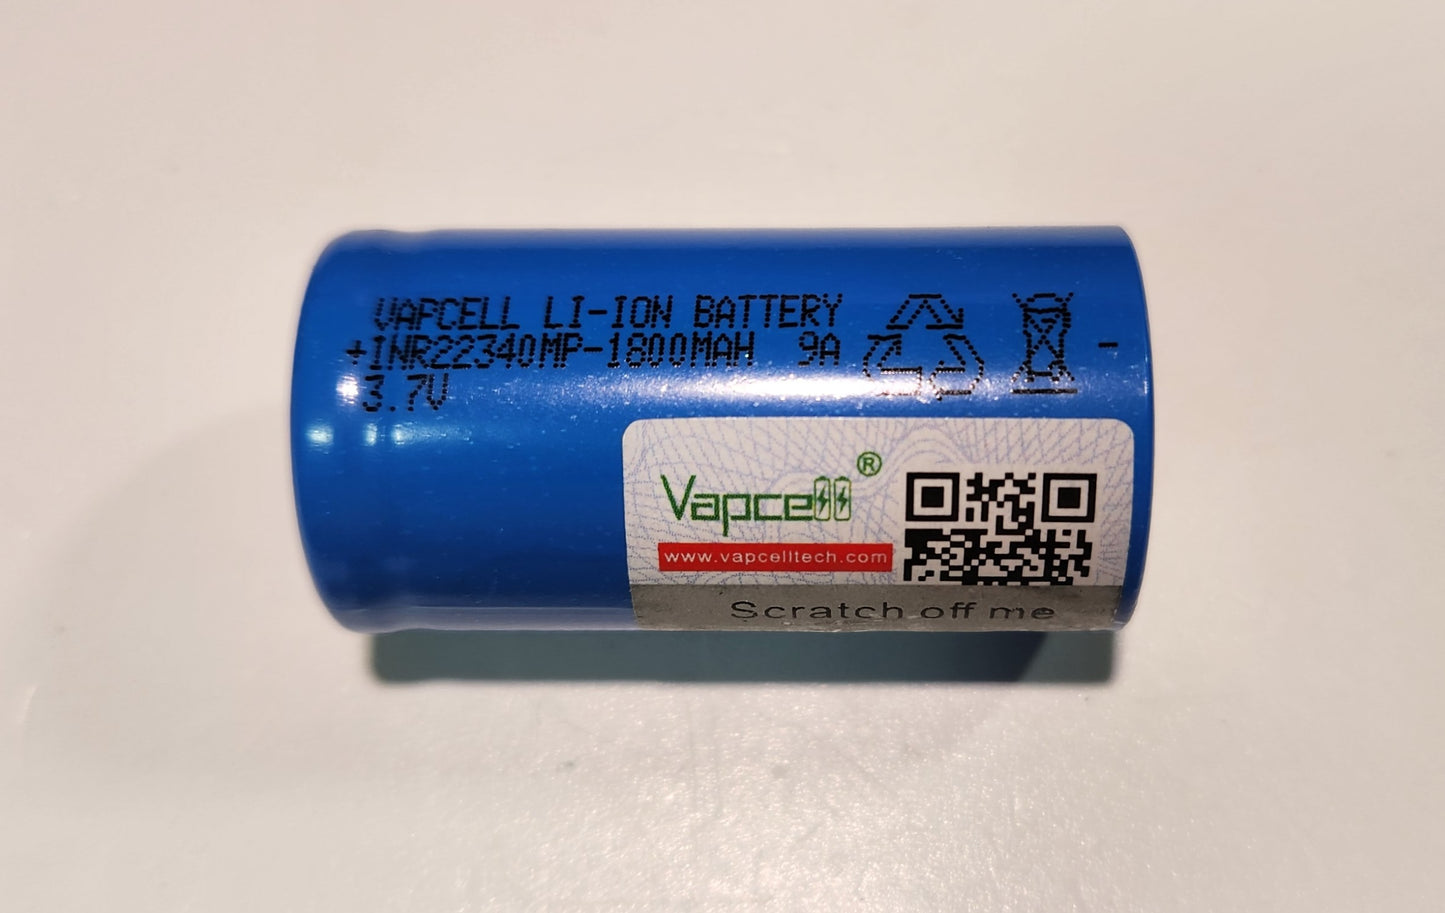 VAPCELL LI-ION BATTERY
+INR22340MP-1800MAH 9A -
3.7V
Vapcell®
www.vapcelltech.com
Scratch off me